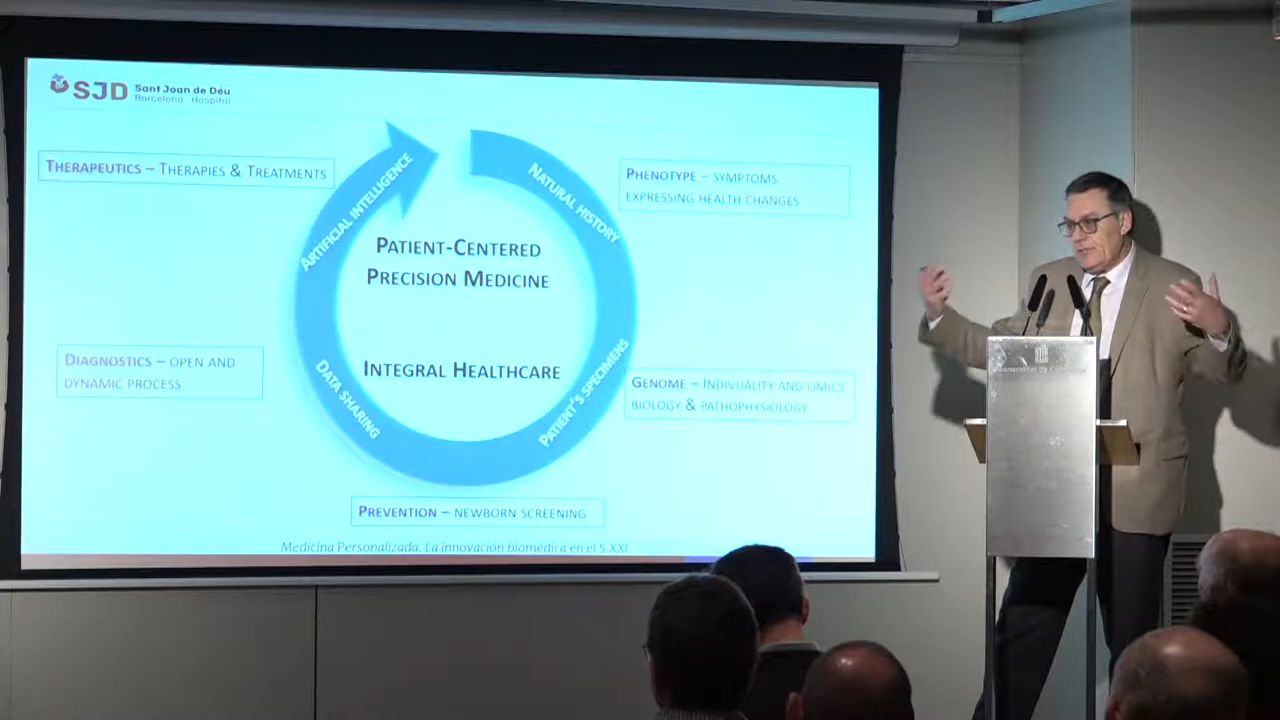 SJD Sant Joan de Déu
Barcelona · Hospital
THERAPEUTICS – THERAPIES & TREATMENTS
ARTIFICIAL INTELLIGENCE
NATURAL HISTORY
PHENOTYPE – SYMPTOMS
EXPRESSING HEALTH CHANGES
PATIENT-CENTERED
PRECISION MEDICINE
INTEGRAL HEALTHCARE
DIAGNOSTICS – OPEN AND
DYNAMIC PROCESS
DATA SHARING
PATIENT'S SPECIMENS
GENOME – INDIVUALITY AND OMICS
BIOLOGY & PATHOPHYSIOLOGY
PREVENTION – NEWBORN SCREENING
Medicina Personalizada. La innovación biomédica en el S.XXI
Generalitat de